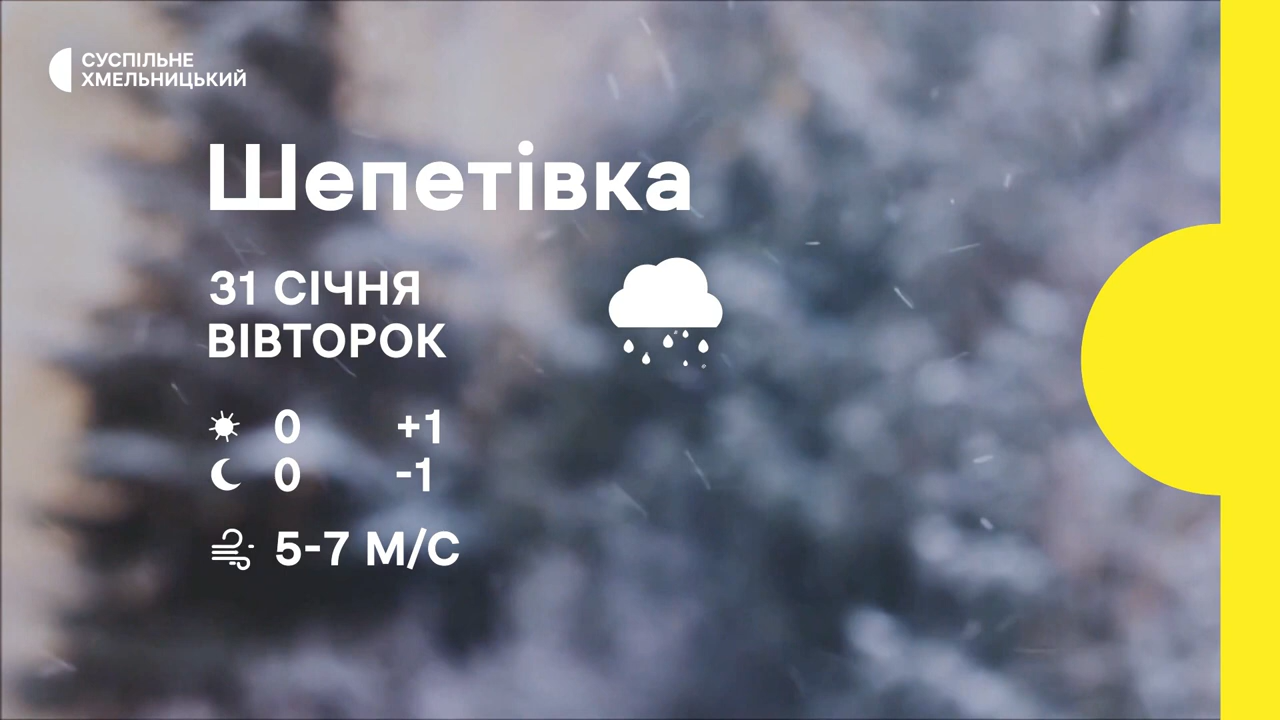 СУСПІЛЬНЕ
ХМЕЛЬНИЦЬКИЙ
Шепетівка
31 СІЧНЯ
ВІВТОРОК
0 +1
0 -1
5-7 М/С